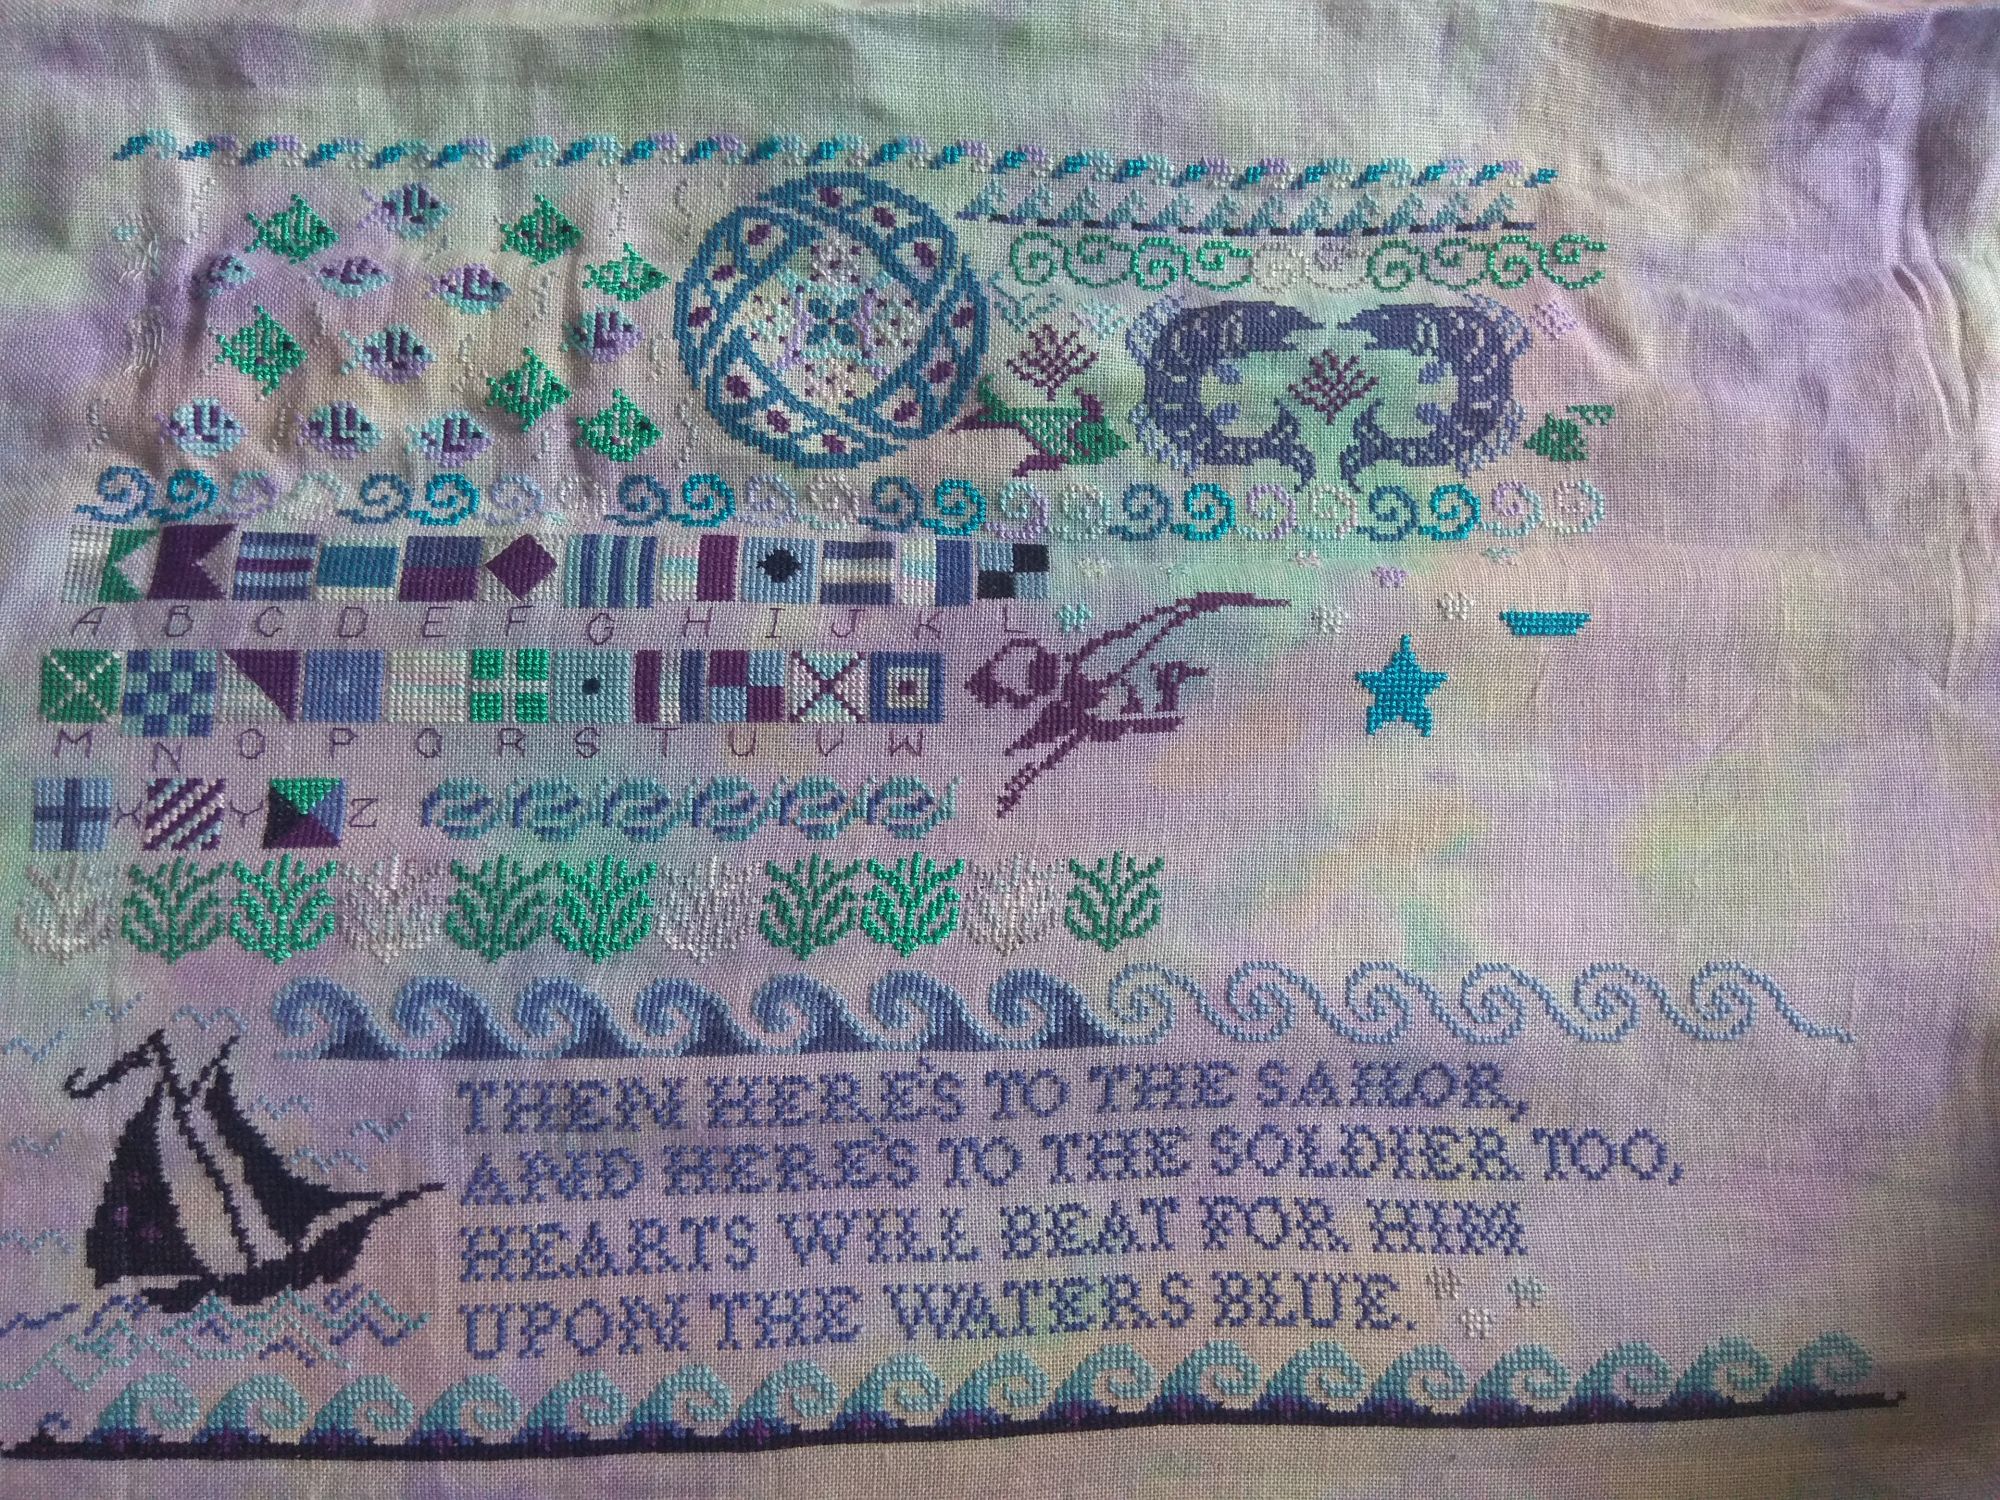 A B C D E F G H I J K L
M N O P Q R S T U V W
X Y Z
THEN HERE'S TO THE SAILOR,
AND HERE'S TO THE SOLDIER TOO,
HEARTS WILL BEAT FOR HIM
UPON THE WATERS BLUE.